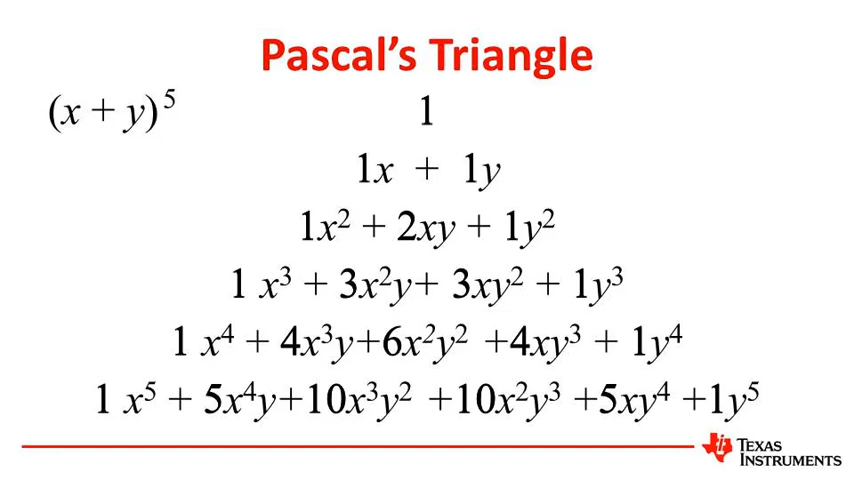 Pascal's Triangle
(x + y)⁵ 1
1x + 1y
1x² + 2xy + 1y²
1 x³ + 3x²y+ 3xy² + 1y³
1 x⁴ + 4x³y+6x²y² +4xy³ + 1y⁴
1 x⁵ + 5x⁴y+10x³y² +10x²y³ +5xy⁴ +1y⁵
TEXAS
INSTRUMENTS